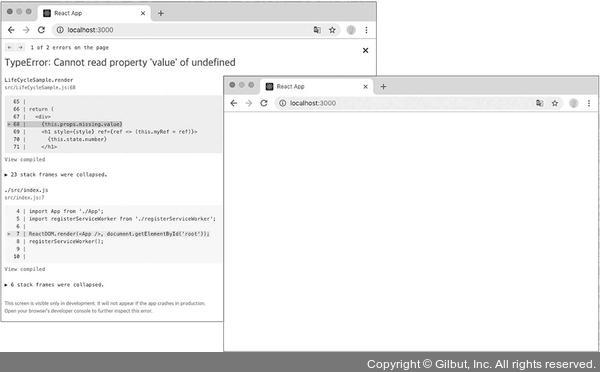 React App
localhost:3000
1 of 2 errors on the page
TypeError: Cannot read property 'value' of undefined
LifeCycleSample.render
src/LifeCycleSample.js:68
65 |
66 | return (
67 |   <div>
> 68 |     {this.props.missing.value}
69 |     <h1 style={style} ref={ref => (this.myRef = ref)}>
70 |       {this.state.number}
71 |     </h1>
View compiled
▶ 23 stack frames were collapsed.
./src/index.js
src/index.js:7
4 | import App from './App';
5 | import registerServiceWorker from './registerServiceWorker';
6 |
> 7 | ReactDOM.render(<App />, document.getElementById('root'));
8 | registerServiceWorker();
9 |
10 |
View compiled
▶ 6 stack frames were collapsed.
This screen is visible only in development. It will not appear if the app crashes in production.
Open your browser's developer console to further inspect this error.
React App
localhost:3000
Copyright © Gilbut, Inc. All rights reserved.